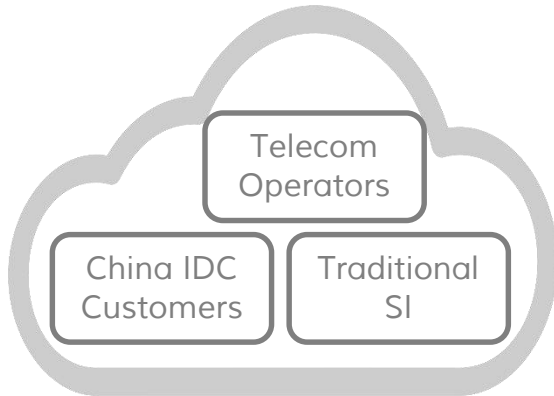 Telecom
Operators
China IDC
Customers
Traditional
SI